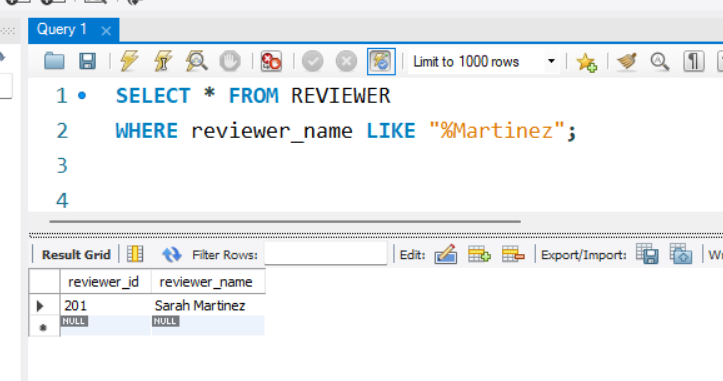 Query 1
Limit to 1000 rows
1 SELECT * FROM REVIEWER
2 WHERE reviewer_name LIKE "%Martinez";
3
4
Result Grid Filter Rows: Edit: Export/Import:
reviewer_id reviewer_name
201 Sarah Martinez
NULL NULL